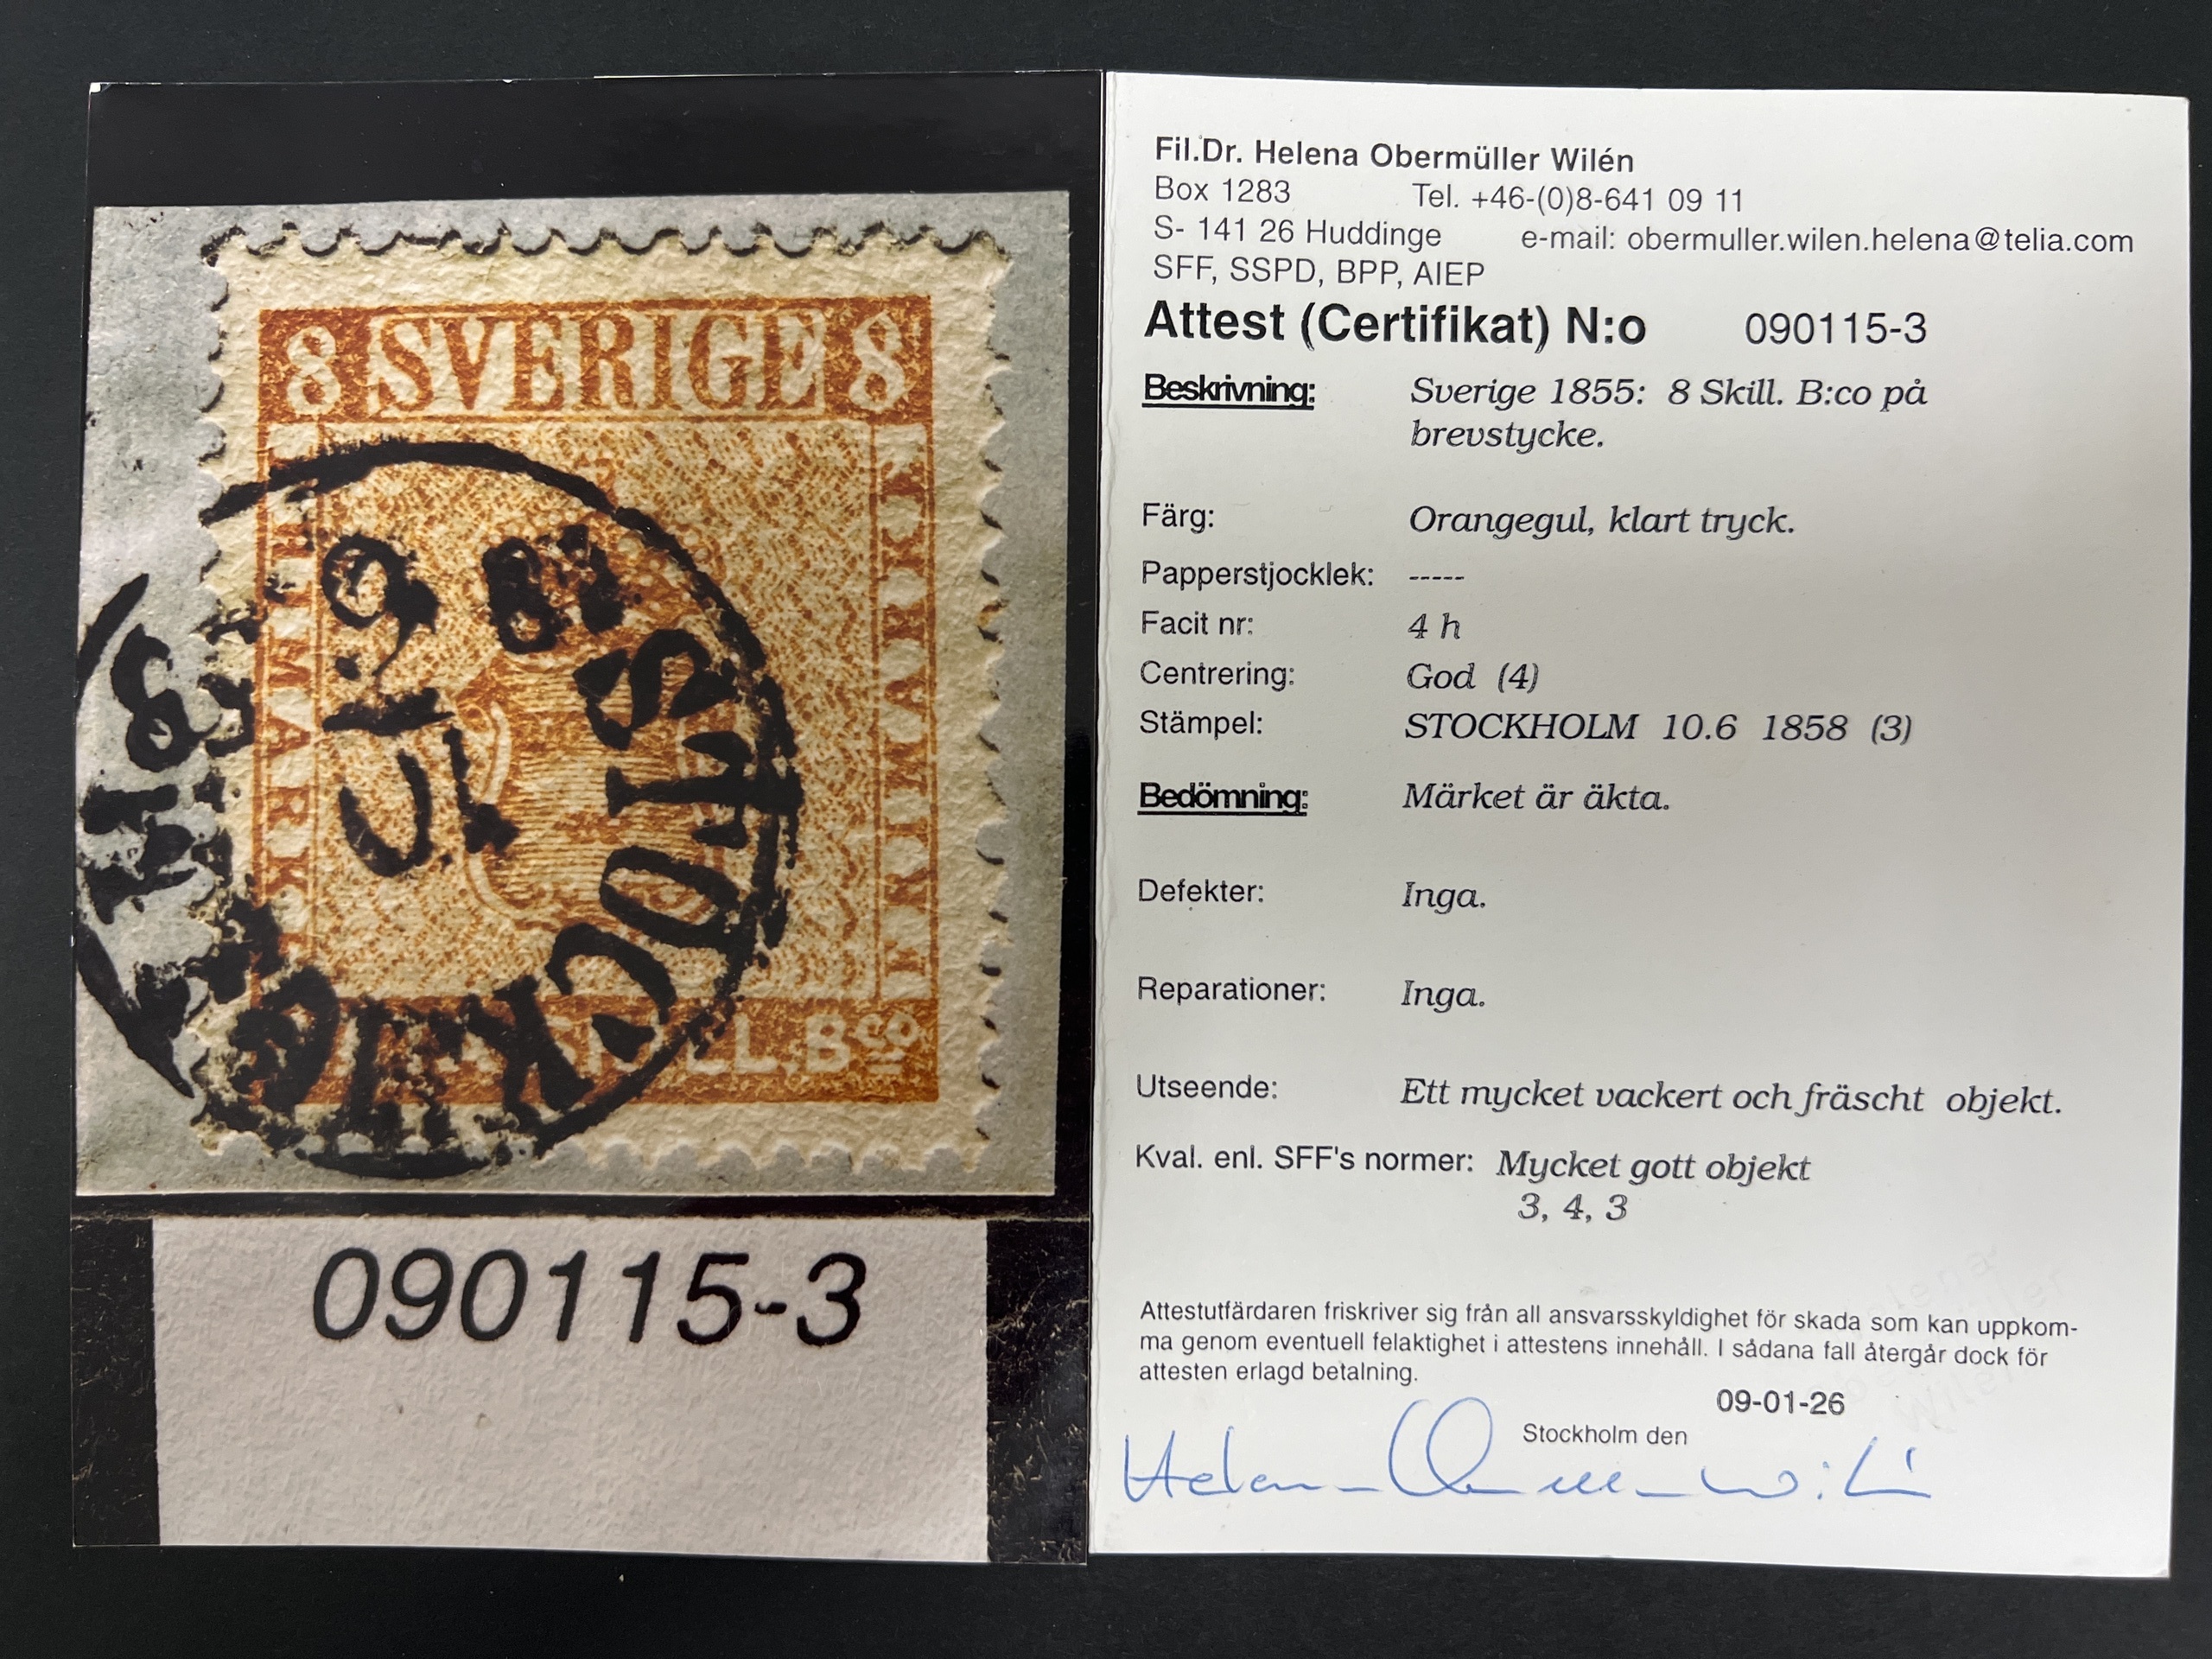 8 SVERIGE 8
FRIMÄRKE
FRIMÄRKE
SKILL.Bco
STOCKHOLM
10
6
1858
090115-3
Fil.Dr. Helena Obermüller Wilén
Box 1283 Tel. +46-(0)8-641 09 11
S- 141 26 Huddinge e-mail: obermuller.wilen.helena@telia.com
SFF, SSPD, BPP, AIEP
Attest (Certifikat) N:o 090115-3
Beskrivning: Sverige 1855: 8 Skill. B:co på
brevstycke.
Färg: Orangegul, klart tryck.
Papperstjocklek: -----
Facit nr: 4 h
Centrering: God (4)
Stämpel: STOCKHOLM 10.6 1858 (3)
Bedömning: Märket är äkta.
Defekter: Inga.
Reparationer: Inga.
Utseende: Ett mycket vackert och fräscht objekt.
Kval. enl. SFF's normer: Mycket gott objekt
3, 4, 3
Attestutfärdaren friskriver sig från all ansvarsskyldighet för skada som kan uppkom-
ma genom eventuell felaktighet i attestens innehåll. I sådana fall återgår dock för
attesten erlagd betalning.
09-01-26
Stockholm den